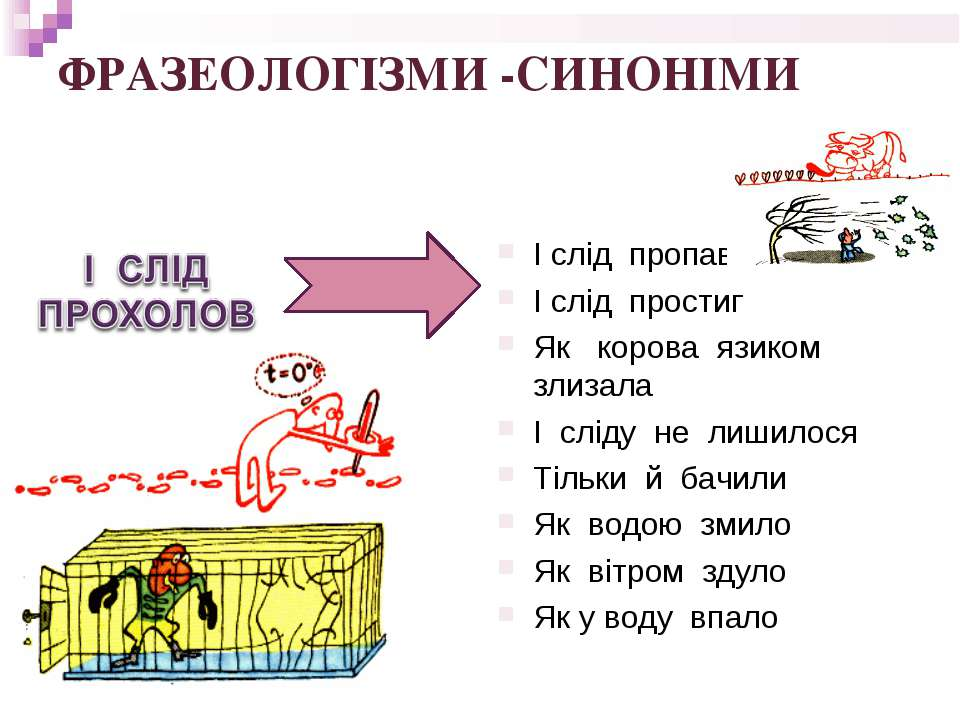 ФРАЗЕОЛОГІЗМИ -СИНОНІМИ
І СЛІД
ПРОХОЛОВ
t=0°c
І слід пропав
І слід простиг
Як корова язиком
злизала
І сліду не лишилося
Тільки й бачили
Як водою змило
Як вітром здуло
Як у воду впало